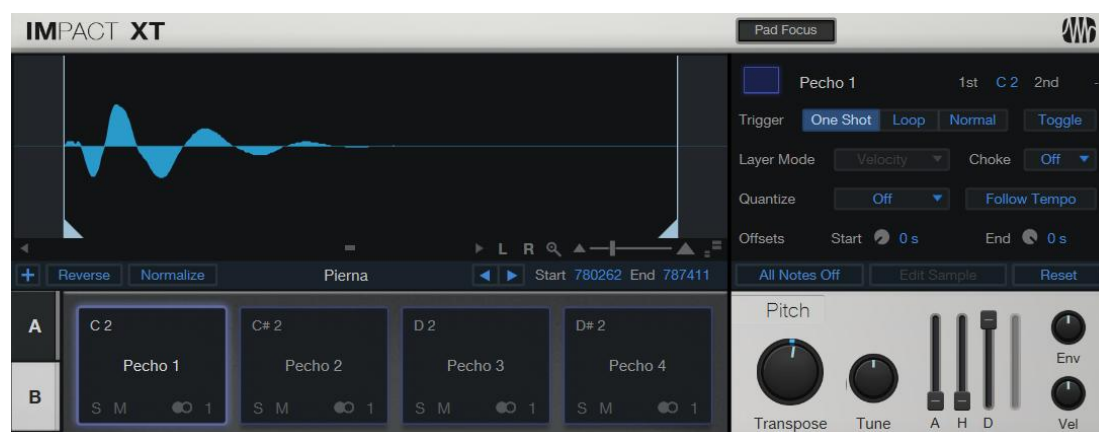 IMPACT XT
Pad Focus
Pecho 1 1st C 2 2nd -
Trigger One Shot Loop Normal Toggle
Layer Mode Velocity Choke Off
Quantize Off Follow Tempo
Offsets Start 0 s End 0 s
L R
+ Reverse Normalize Pierna Start 780262 End 787411
All Notes Off Edit Sample Reset
A
B
C 2 C# 2 D 2 D# 2
Pecho 1 Pecho 2 Pecho 3 Pecho 4
S M 1 S M 1 S M 1 S M 1
Pitch
Env
Transpose Tune A H D Vel